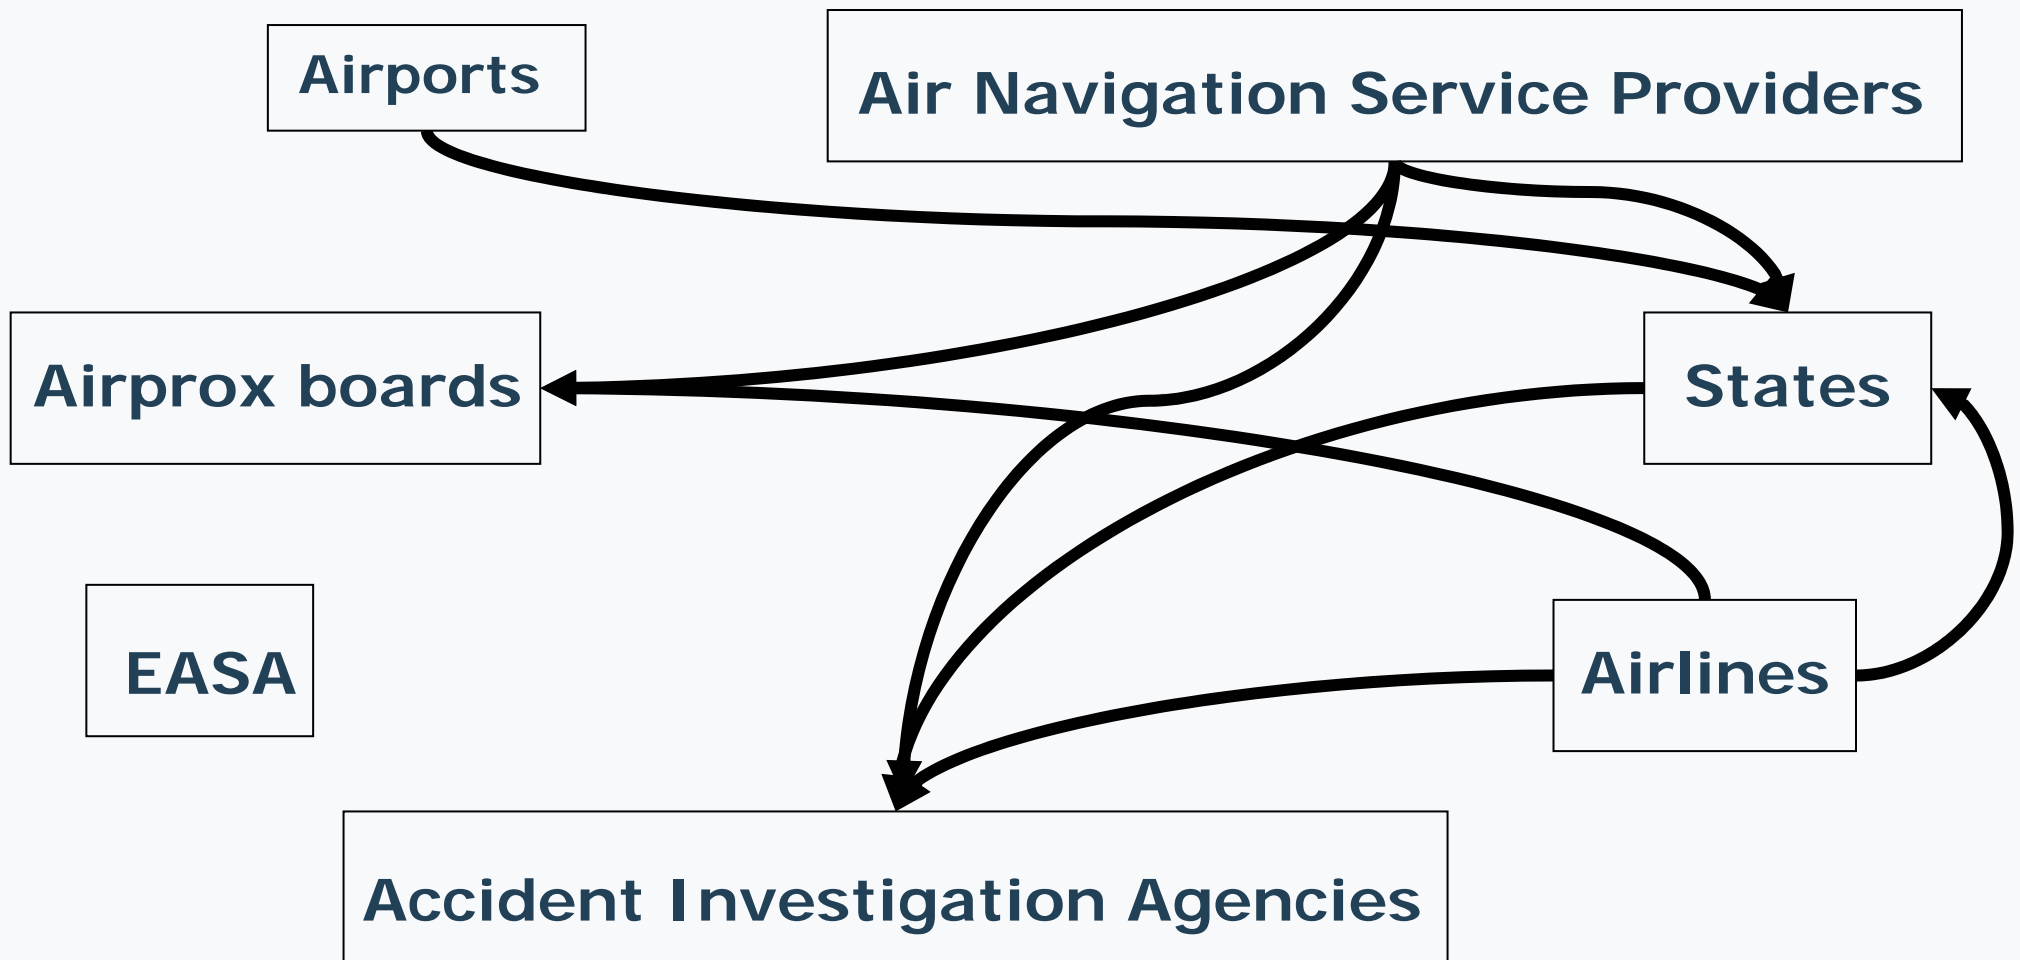 Airports
Air Navigation Service Providers
Airprox boards
States
EASA
Airlines
Accident Investigation Agencies